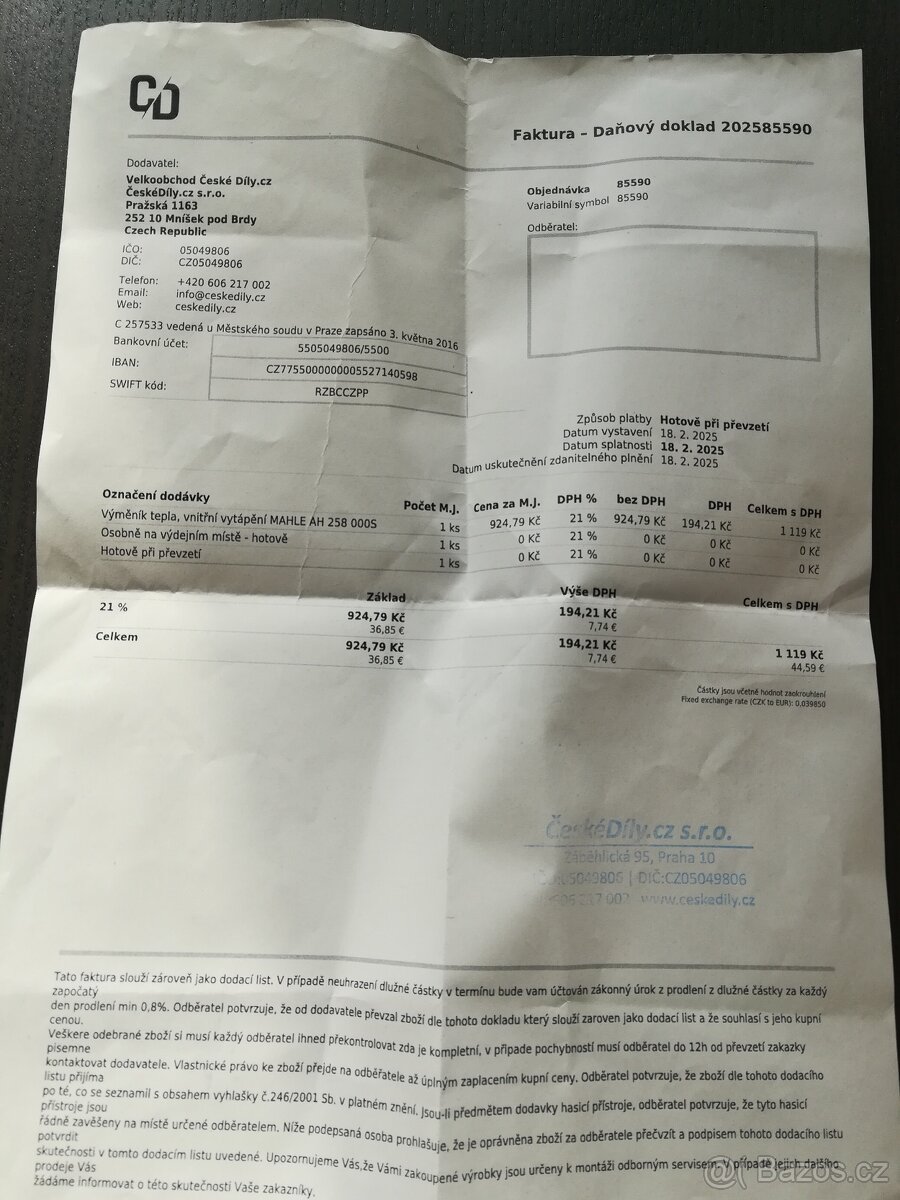 CD
Faktura – Daňový doklad 202585590
Dodavatel:
Velkoobchod České Díly.cz
ČeskéDíly.cz s.r.o.
Pražská 1163
252 10 Mníšek pod Brdy
Czech Republic
IČO: 05049806
DIČ: CZ05049806
Telefon: +420 606 217 002
Email: info@ceskedily.cz
Web: ceskedily.cz
C 257533 vedená u Městského soudu v Praze zapsáno 3. května 2016
Bankovní účet: 5505049806/5500
IBAN: CZ7755000000005527140598
SWIFT kód: RZBCCZPP
Objednávka 85590
Variabilní symbol 85590
Odběratel:
Způsob platby Hotově při převzetí
Datum vystavení 18. 2. 2025
Datum splatnosti 18. 2. 2025
Datum uskutečnění zdanitelného plnění 18. 2. 2025
Označení dodávky Počet M.J. Cena za M.J. DPH % bez DPH DPH Celkem s DPH
Výměník tepla, vnitřní vytápění MAHLE AH 258 000S 1 ks 924,79 Kč 21 % 924,79 Kč 194,21 Kč 1 119 Kč
Osobně na výdejním místě - hotově 1 ks 0 Kč 21 % 0 Kč 0 Kč 0 Kč
Hotově při převzetí 1 ks 0 Kč 21 % 0 Kč 0 Kč 0 Kč
Základ Výše DPH Celkem s DPH
21 % 924,79 Kč 194,21 Kč
36,85 € 7,74 €
Celkem 924,79 Kč 194,21 Kč 1 119 Kč
36,85 € 7,74 € 44,59 €
Částky jsou včetně hodnot zaokrouhlení
Fixed exchange rate (CZK to EUR): 0,039850
ČeskéDíly.cz s.r.o.
Záběhlická 95, Praha 10
IČO:05049806 | DIČ:CZ05049806
www.ceskedily.cz
Tato faktura slouží zároveň jako dodací list. V případě neuhrazení dlužné částky v termínu bude vam účtován zákonný úrok z prodlení z dlužné částky za každý
započatý
den prodlení min 0,8%. Odběratel potvrzuje, že od dodavatele převzal zboží dle tohoto dokladu který slouží zaroven jako dodací list a že souhlasí s jeho kupní
cenou.
Veškere odebrané zboží si musí každý odběratel ihned překontrolovat zda je kompletní, v připade pochybností musí odběratel do 12h od převzetí zakazky
pisemne
kontaktovat dodavatele. Vlastnické právo ke zboží přejde na odběřatele až úplným zaplacením kupní ceny. Odběratel potvrzuje, že zboží dle tohoto dodacího
listu přijima
po té, co se seznamil s obsahem vyhlašky č.246/2001 Sb. v platném znění. Jsou-li předmětem dodavky hasicí přístroje, odběratel potvrzuje, že tyto hasicí
přístroje jsou
řádně zavěšeny na místě určené odběratelem. Níže podepsaná osoba prohlašuje, že je oprávněna zboží za odběratele přečvzít a podpisem tohoto dodacího listu
potvrdit
skutečnosti v tomto dodacím listu uvedené. Upozornujeme Vás,že Vámi zakoupené výrobky jsou určeny k montáži odborným servisem. V případě jejich dalšího
prodeje Vás
žádáme informovat o této skutečnosti Vaše zakazníky.
@ Bazos.cz